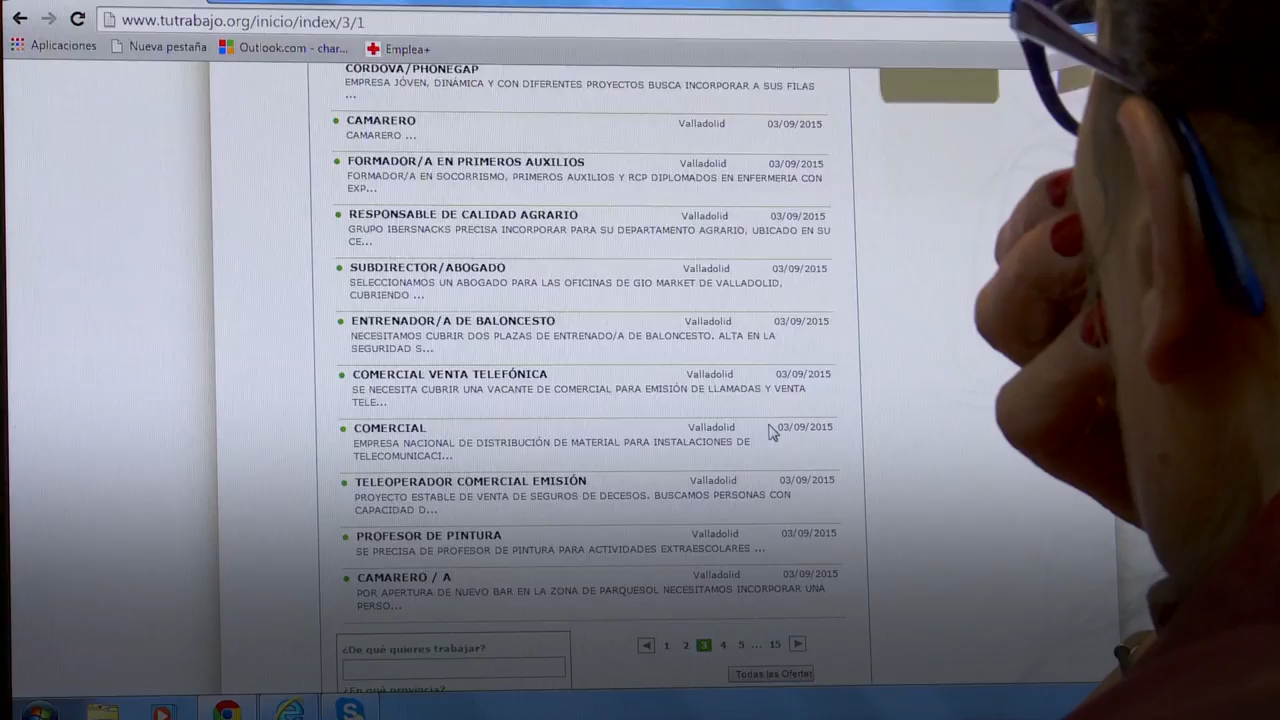 www.tutrabajo.org/inicio/index/3/1
Aplicaciones Nueva pestaña Outlook.com - char... Emplea+
CORDOVA/PHONEGAP
EMPRESA JÓVEN, DINÁMICA Y CON DIFERENTES PROYECTOS BUSCA INCORPORAR A SUS FILAS
...
CAMARERO Valladolid 03/09/2015
CAMARERO ...
FORMADOR/A EN PRIMEROS AUXILIOS Valladolid 03/09/2015
FORMADOR/A EN SOCORRISMO, PRIMEROS AUXILIOS Y RCP DIPLOMADOS EN ENFERMERIA CON
EXP...
RESPONSABLE DE CALIDAD AGRARIO Valladolid 03/09/2015
GRUPO IBERSNACKS PRECISA INCORPORAR PARA SU DEPARTAMENTO AGRARIO, UBICADO EN SU
CE...
SUBDIRECTOR/ABOGADO Valladolid 03/09/2015
SELECCIONAMOS UN ABOGADO PARA LAS OFICINAS DE GIO MARKET DE VALLADOLID,
CUBRIENDO ...
ENTRENADOR/A DE BALONCESTO Valladolid 03/09/2015
NECESITAMOS CUBRIR DOS PLAZAS DE ENTRENADO/A DE BALONCESTO. ALTA EN LA
SEGURIDAD S...
COMERCIAL VENTA TELEFÓNICA Valladolid 03/09/2015
SE NECESITA CUBRIR UNA VACANTE DE COMERCIAL PARA EMISIÓN DE LLAMADAS Y VENTA
TELE...
COMERCIAL Valladolid 03/09/2015
EMPRESA NACIONAL DE DISTRIBUCIÓN DE MATERIAL PARA INSTALACIONES DE
TELECOMUNICACI...
TELEOPERADOR COMERCIAL EMISIÓN Valladolid 03/09/2015
PROYECTO ESTABLE DE VENTA DE SEGUROS DE DECESOS. BUSCAMOS PERSONAS CON
CAPACIDAD D...
PROFESOR DE PINTURA Valladolid 03/09/2015
SE PRECISA DE PROFESOR DE PINTURA PARA ACTIVIDADES EXTRAESCOLARES ...
CAMARERO / A Valladolid 03/09/2015
POR APERTURA DE NUEVO BAR EN LA ZONA DE PARQUESOL NECESITAMOS INCORPORAR UNA
PERSO...
¿De qué quieres trabajar? 1 2 3 4 5 ... 15
Todas las Ofertas
¿En qué provincia?